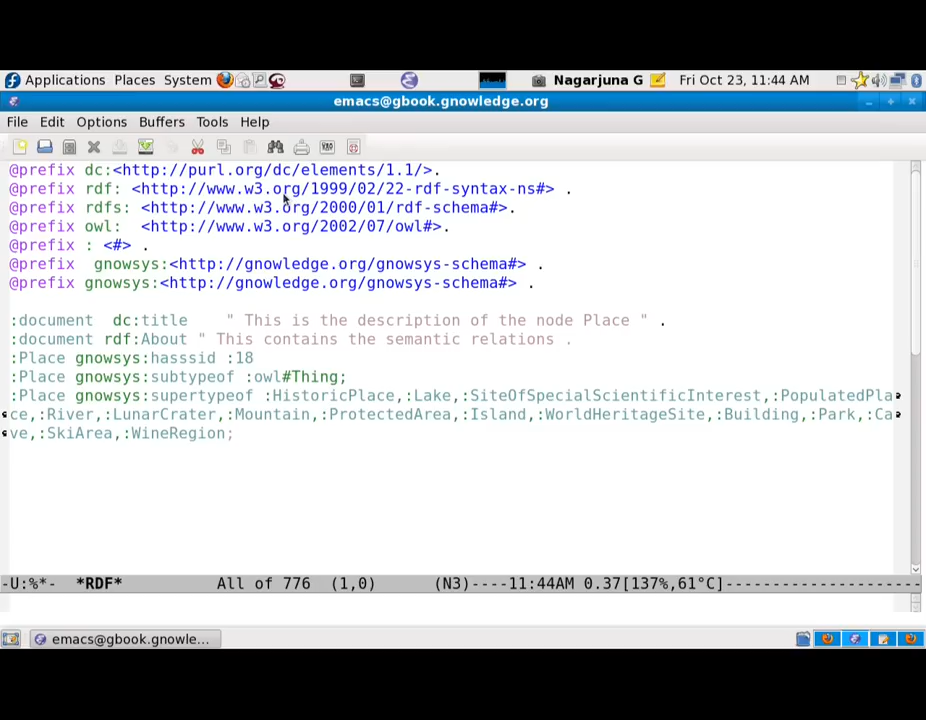 Applications Places System Nagarjuna G Fri Oct 23, 11:44 AM
emacs@gbook.gnowledge.org
File Edit Options Buffers Tools Help
@prefix dc:<http://purl.org/dc/elements/1.1/>.
@prefix rdf: <http://www.w3.org/1999/02/22-rdf-syntax-ns#> .
@prefix rdfs: <http://www.w3.org/2000/01/rdf-schema#>.
@prefix owl:  <http://www.w3.org/2002/07/owl#>.
@prefix : <#> .
@prefix  gnowsys:<http://gnowledge.org/gnowsys-schema#> .
@prefix gnowsys:<http://gnowledge.org/gnowsys-schema#> .
:document  dc:title    " This is the description of the node Place " .
:document rdf:About " This contains the semantic relations .
:Place gnowsys:hasssid :18
:Place gnowsys:subtypeof :owl#Thing;
:Place gnowsys:supertypeof :HistoricPlace,:Lake,:SiteOfSpecialScientificInterest,:PopulatedPla
ce,:River,:LunarCrater,:Mountain,:ProtectedArea,:Island,:WorldHeritageSite,:Building,:Park,:Ca
ve,:SkiArea,:WineRegion;
-U:%*-  *RDF*          All of 776  (1,0)      (N3)----11:44AM 0.37[137%,61°C]---------------------
emacs@gbook.gnowle...